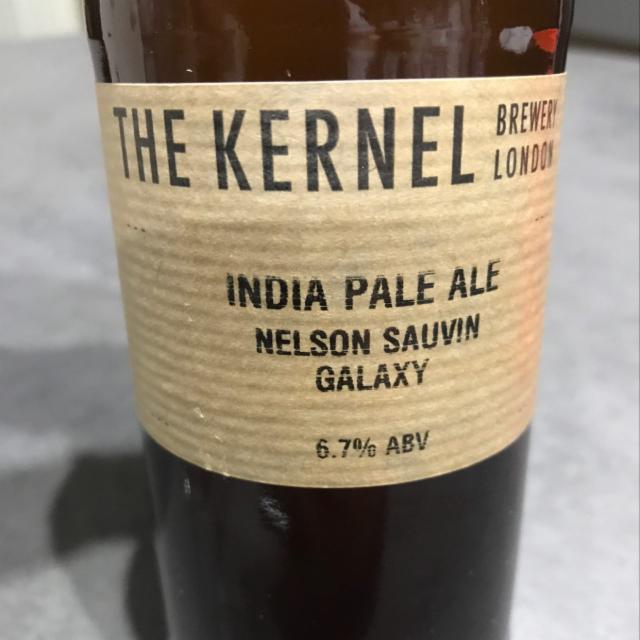 THE KERNEL
BREWERY
LONDON
INDIA PALE ALE
NELSON SAUVIN
GALAXY
6.7% ABV